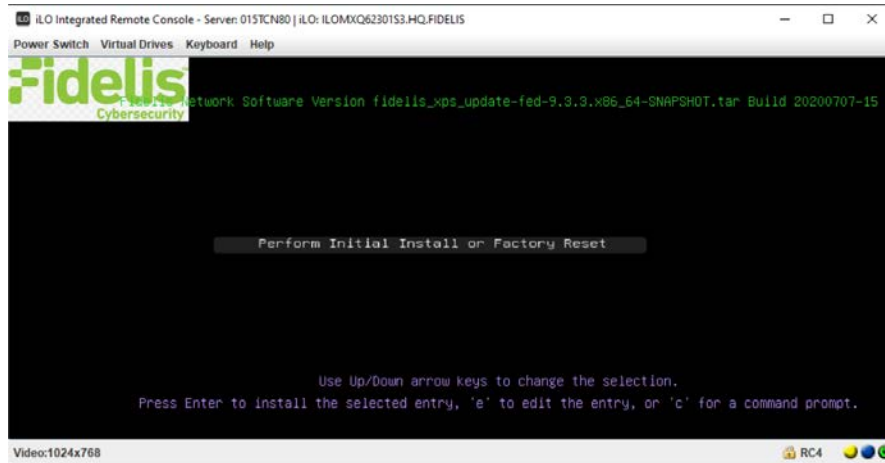 iLO Integrated Remote Console - Server: 015TCN80 | iLO: ILOMXQ62301S3.HQ.FIDELIS
Power Switch Virtual Drives Keyboard Help
Fidelis
Cybersecurity
Fidelis Network Software Version fidelis_xps_update-fed-9.3.3.x86_64-SNAPSHOT.tar Build 20200707-15
Perform Initial Install or Factory Reset
Use Up/Down arrow keys to change the selection.
Press Enter to install the selected entry, 'e' to edit the entry, or 'c' for a command prompt.
Video:1024x768
RC4